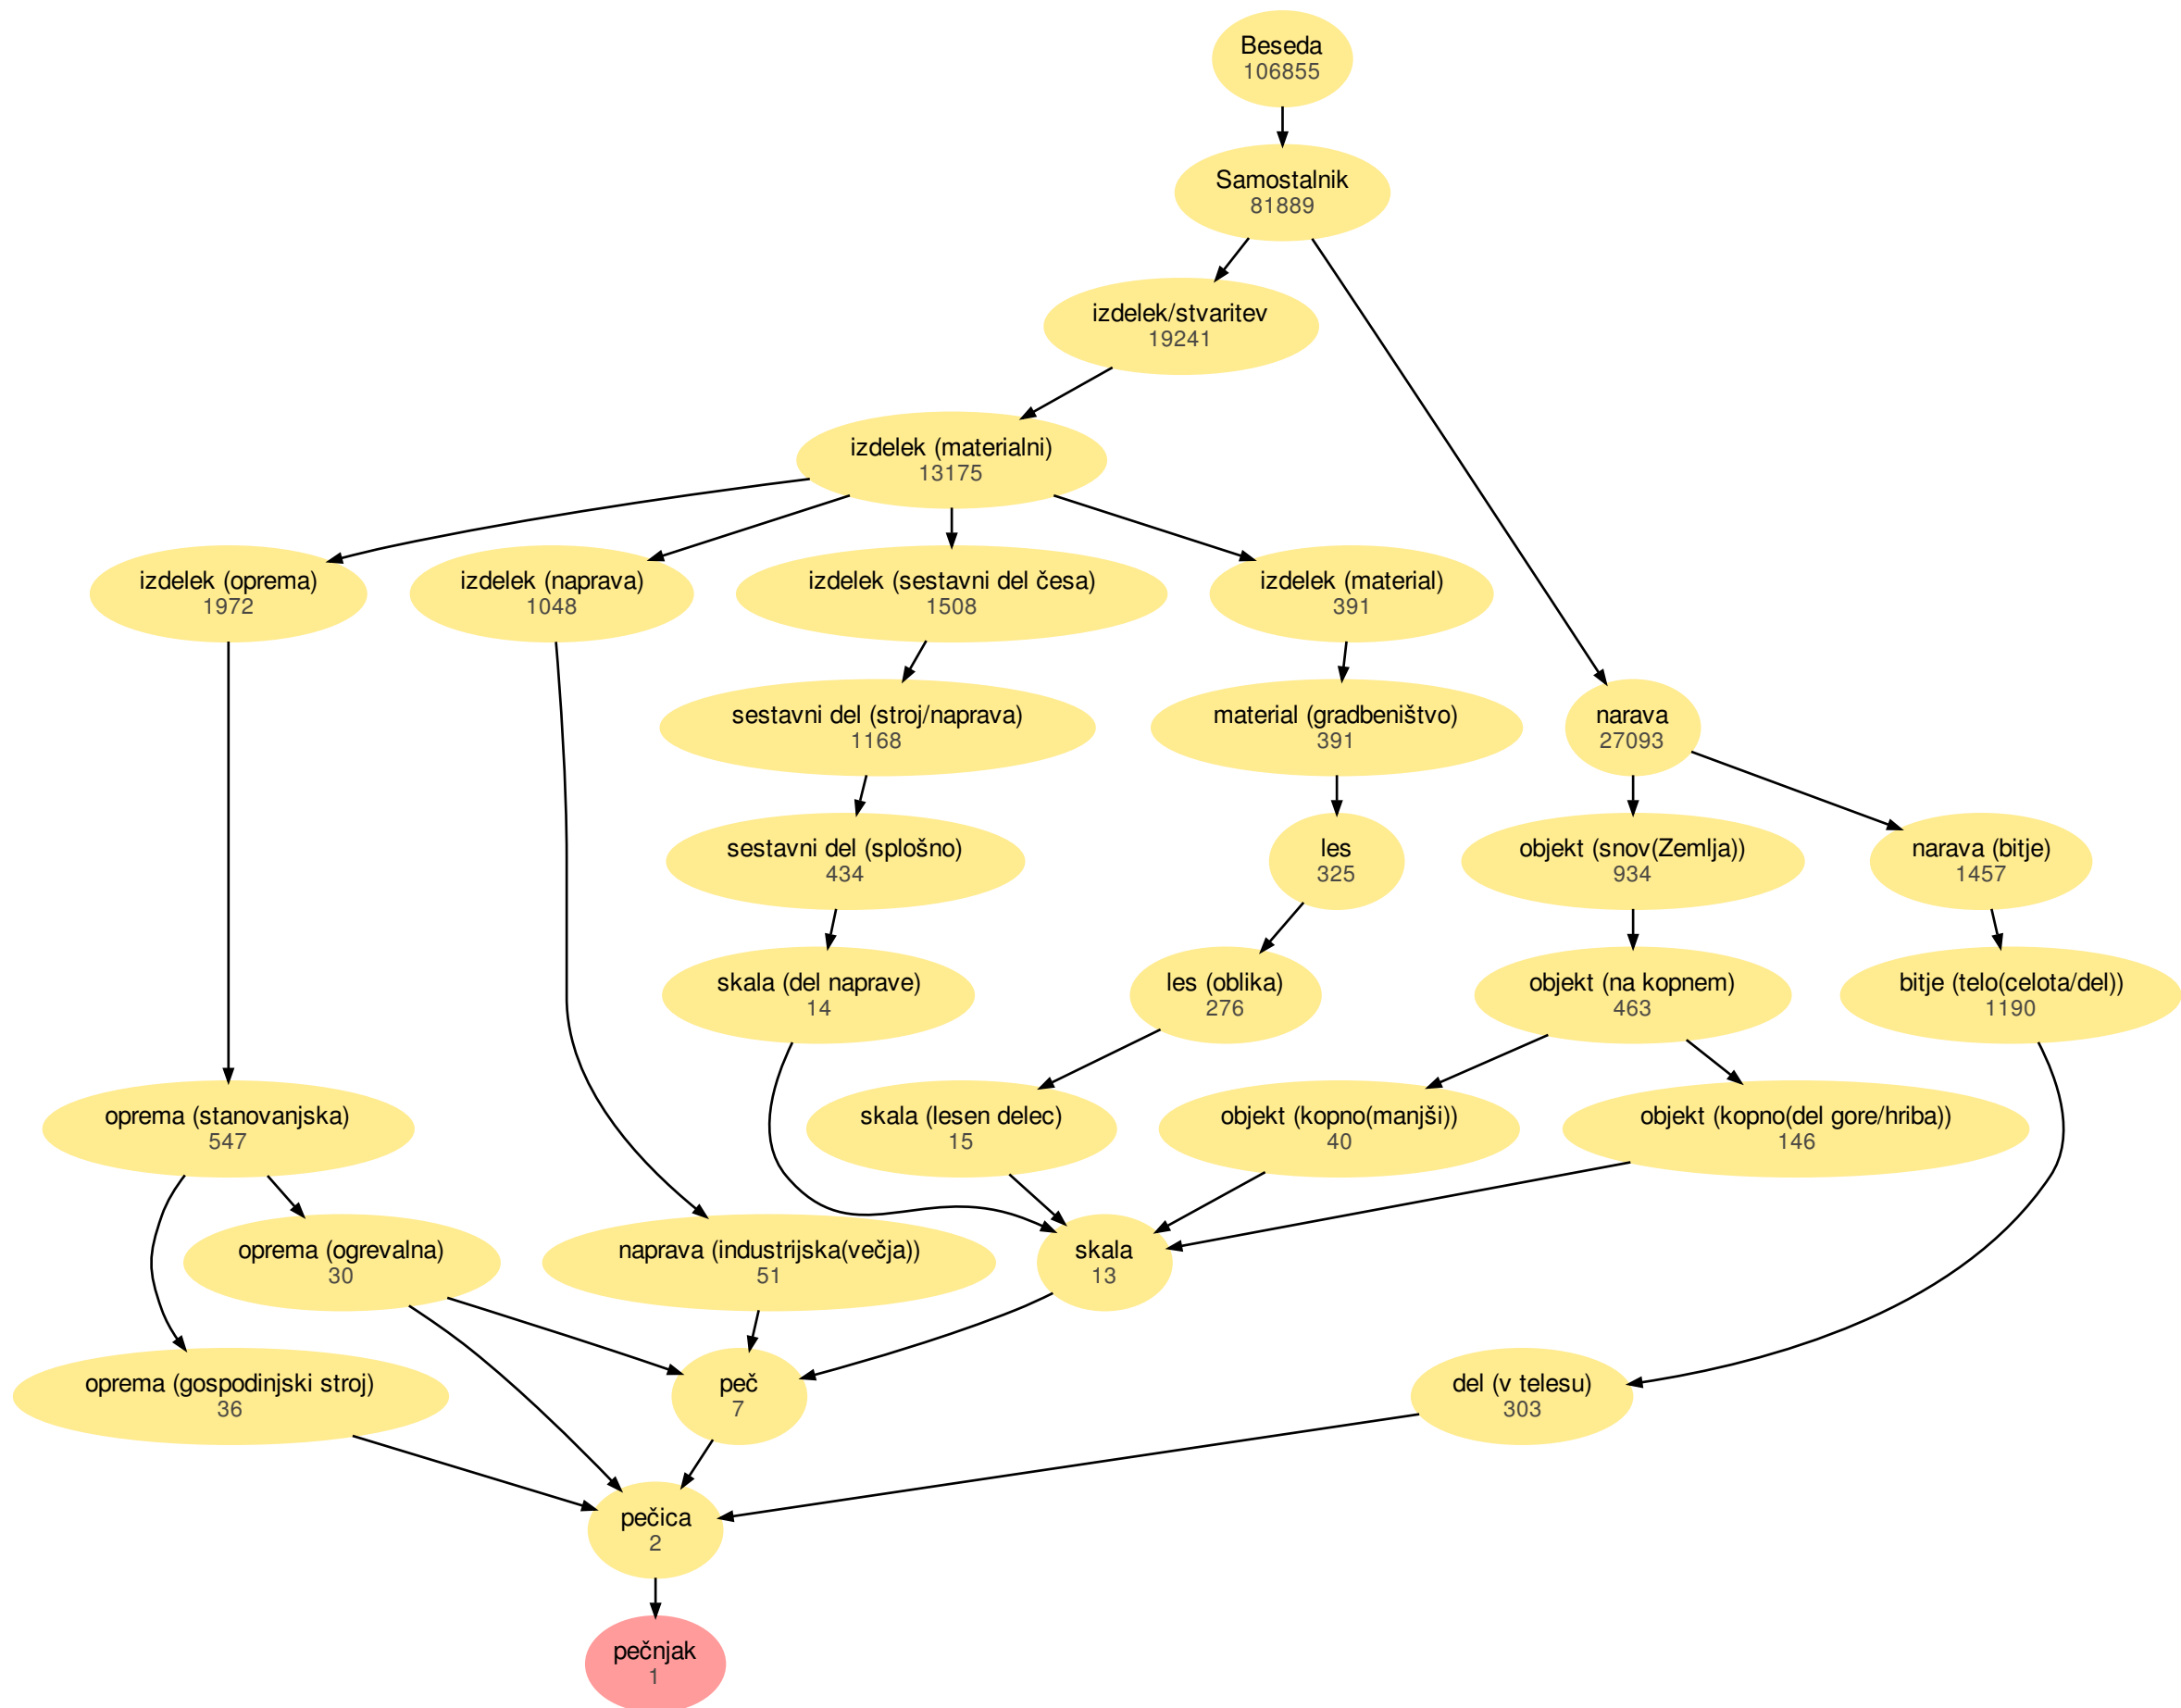 Beseda
106855
Samostalnik
81889
izdelek/stvaritev
19241
izdelek (materialni)
13175
izdelek (oprema)
1972
izdelek (naprava)
1048
izdelek (sestavni del česa)
1508
izdelek (material)
391
sestavni del (stroj/naprava)
1168
material (gradbeništvo)
391
narava
27093
sestavni del (splošno)
434
les
325
objekt (snov(Zemlja))
934
narava (bitje)
1457
skala (del naprave)
14
les (oblika)
276
objekt (na kopnem)
463
bitje (telo(celota/del))
1190
oprema (stanovanjska)
547
skala (lesen delec)
15
objekt (kopno(manjši))
40
objekt (kopno(del gore/hriba))
146
oprema (ogrevalna)
30
naprava (industrijska(večja))
51
skala
13
oprema (gospodinjski stroj)
36
peč
7
del (v telesu)
303
pečica
2
pečnjak
1